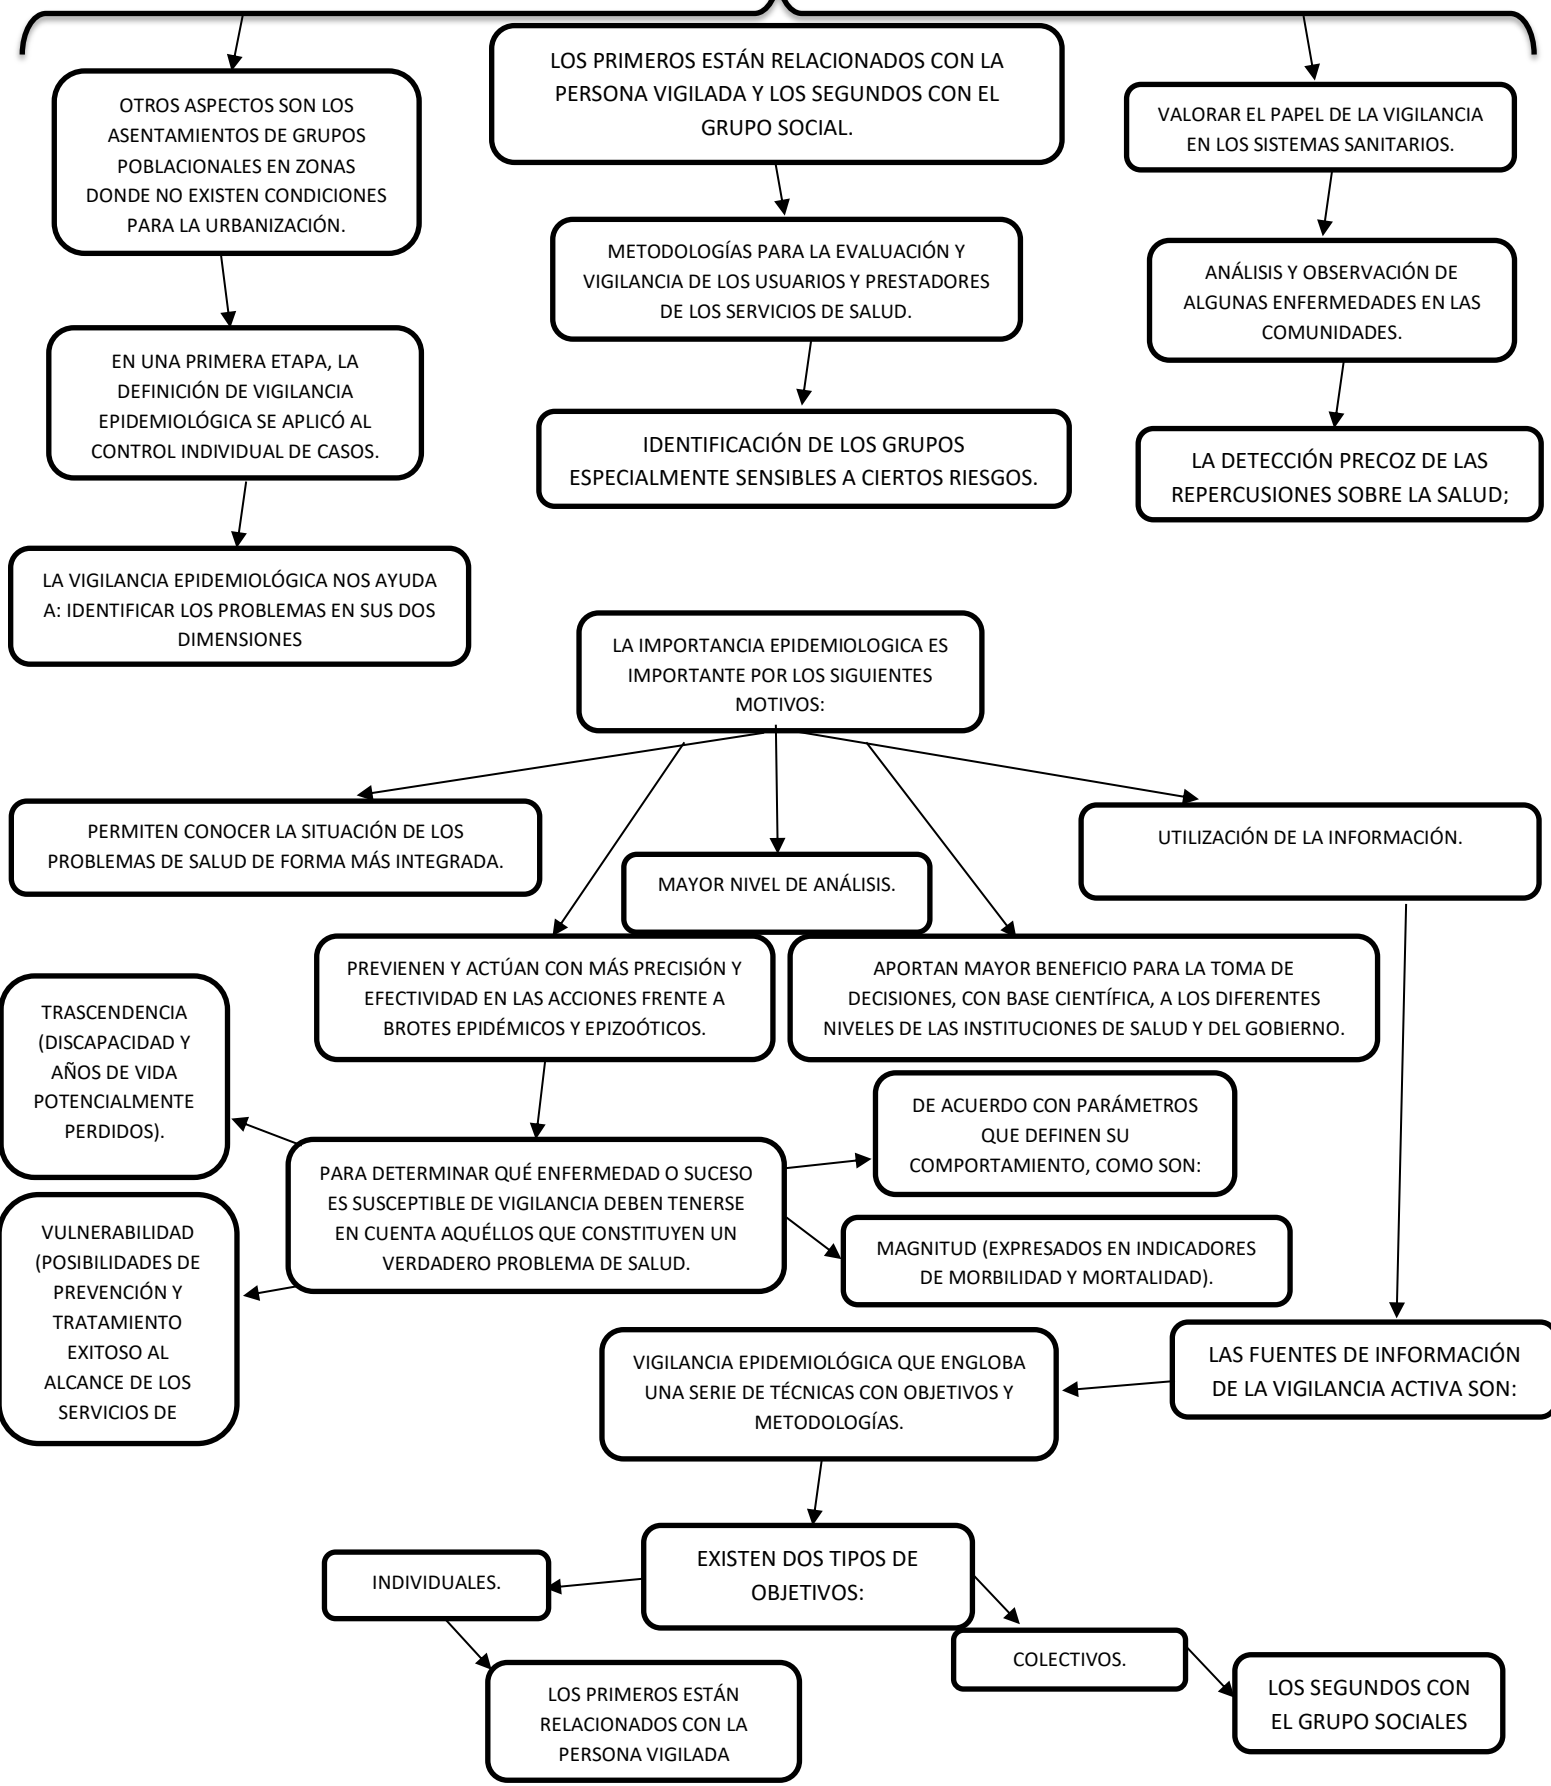 OTROS ASPECTOS SON LOS
ASENTAMIENTOS DE GRUPOS
POBLACIONALES EN ZONAS
DONDE NO EXISTEN CONDICIONES
PARA LA URBANIZACIÓN.
LOS PRIMEROS ESTÁN RELACIONADOS CON LA
PERSONA VIGILADA Y LOS SEGUNDOS CON EL
GRUPO SOCIAL.
VALORAR EL PAPEL DE LA VIGILANCIA
EN LOS SISTEMAS SANITARIOS.
METODOLOGÍAS PARA LA EVALUACIÓN Y
VIGILANCIA DE LOS USUARIOS Y PRESTADORES
DE LOS SERVICIOS DE SALUD.
ANÁLISIS Y OBSERVACIÓN DE
ALGUNAS ENFERMEDADES EN LAS
COMUNIDADES.
EN UNA PRIMERA ETAPA, LA
DEFINICIÓN DE VIGILANCIA
EPIDEMIOLÓGICA SE APLICÓ AL
CONTROL INDIVIDUAL DE CASOS.
IDENTIFICACIÓN DE LOS GRUPOS
ESPECIALMENTE SENSIBLES A CIERTOS RIESGOS.
LA DETECCIÓN PRECOZ DE LAS
REPERCUSIONES SOBRE LA SALUD;
LA VIGILANCIA EPIDEMIOLÓGICA NOS AYUDA
A: IDENTIFICAR LOS PROBLEMAS EN SUS DOS
DIMENSIONES
LA IMPORTANCIA EPIDEMIOLOGICA ES
IMPORTANTE POR LOS SIGUIENTES
MOTIVOS:
PERMITEN CONOCER LA SITUACIÓN DE LOS
PROBLEMAS DE SALUD DE FORMA MÁS INTEGRADA.
UTILIZACIÓN DE LA INFORMACIÓN.
MAYOR NIVEL DE ANÁLISIS.
PREVIENEN Y ACTÚAN CON MÁS PRECISIÓN Y
EFECTIVIDAD EN LAS ACCIONES FRENTE A
BROTES EPIDÉMICOS Y EPIZOÓTICOS.
APORTAN MAYOR BENEFICIO PARA LA TOMA DE
DECISIONES, CON BASE CIENTÍFICA, A LOS DIFERENTES
NIVELES DE LAS INSTITUCIONES DE SALUD Y DEL GOBIERNO.
TRASCENDENCIA
(DISCAPACIDAD Y
AÑOS DE VIDA
POTENCIALMENTE
PERDIDOS).
DE ACUERDO CON PARÁMETROS
QUE DEFINEN SU
COMPORTAMIENTO, COMO SON:
PARA DETERMINAR QUÉ ENFERMEDAD O SUCESO
ES SUSCEPTIBLE DE VIGILANCIA DEBEN TENERSE
EN CUENTA AQUÉLLOS QUE CONSTITUYEN UN
VERDADERO PROBLEMA DE SALUD.
VULNERABILIDAD
(POSIBILIDADES DE
PREVENCIÓN Y
TRATAMIENTO
EXITOSO AL
ALCANCE DE LOS
SERVICIOS DE
MAGNITUD (EXPRESADOS EN INDICADORES
DE MORBILIDAD Y MORTALIDAD).
VIGILANCIA EPIDEMIOLÓGICA QUE ENGLOBA
UNA SERIE DE TÉCNICAS CON OBJETIVOS Y
METODOLOGÍAS.
LAS FUENTES DE INFORMACIÓN
DE LA VIGILANCIA ACTIVA SON:
EXISTEN DOS TIPOS DE
OBJETIVOS:
INDIVIDUALES.
COLECTIVOS.
LOS PRIMEROS ESTÁN
RELACIONADOS CON LA
PERSONA VIGILADA
LOS SEGUNDOS CON
EL GRUPO SOCIALES